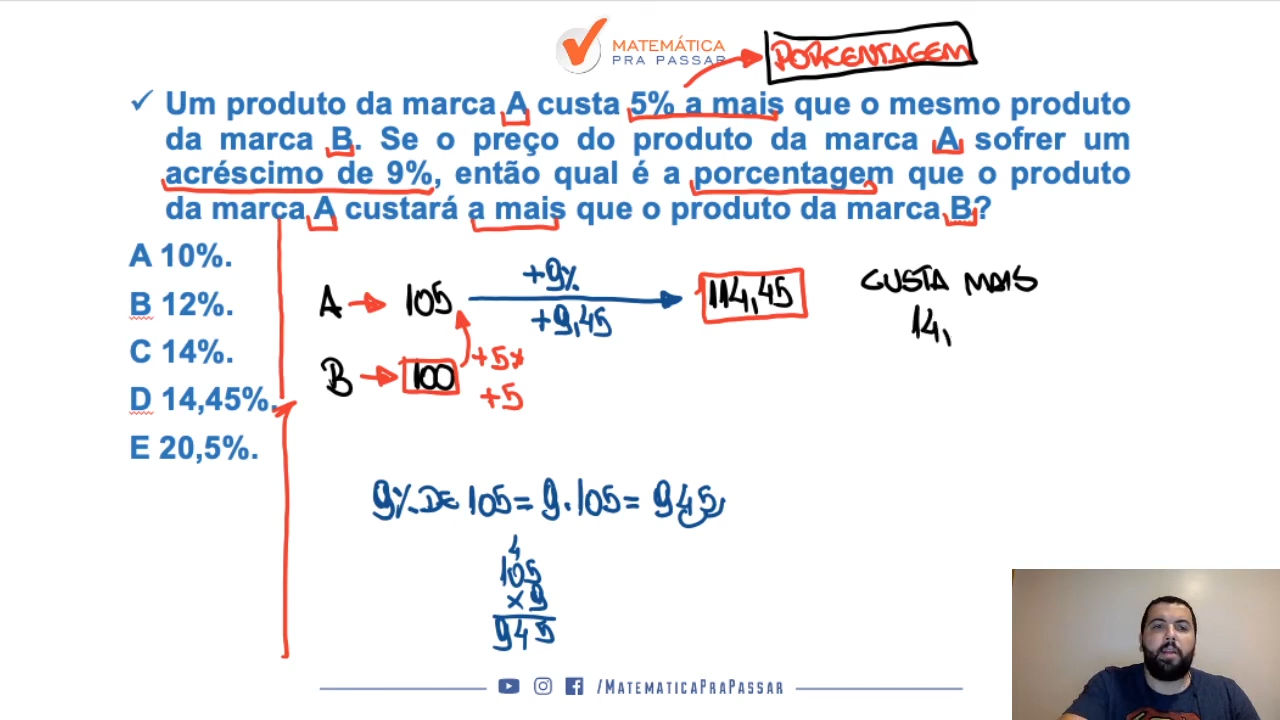 MATEMÁTICA
PRA PASSAR
PORCENTAGEM
✓ Um produto da marca A custa 5% a mais que o mesmo produto
da marca B. Se o preço do produto da marca A sofrer um
acréscimo de 9%, então qual é a porcentagem que o produto
da marca A custará a mais que o produto da marca B?
A 10%.
B 12%.
C 14%.
D 14,45%.
E 20,5%.
A → 105 +9% +9,45 → 114,45
CUSTA MAIS
14,
B → 100 +5% +5
9% DE 105 = 9.105 = 945,
4
105
x 9
945
/MATEMATICAPRAPASSAR